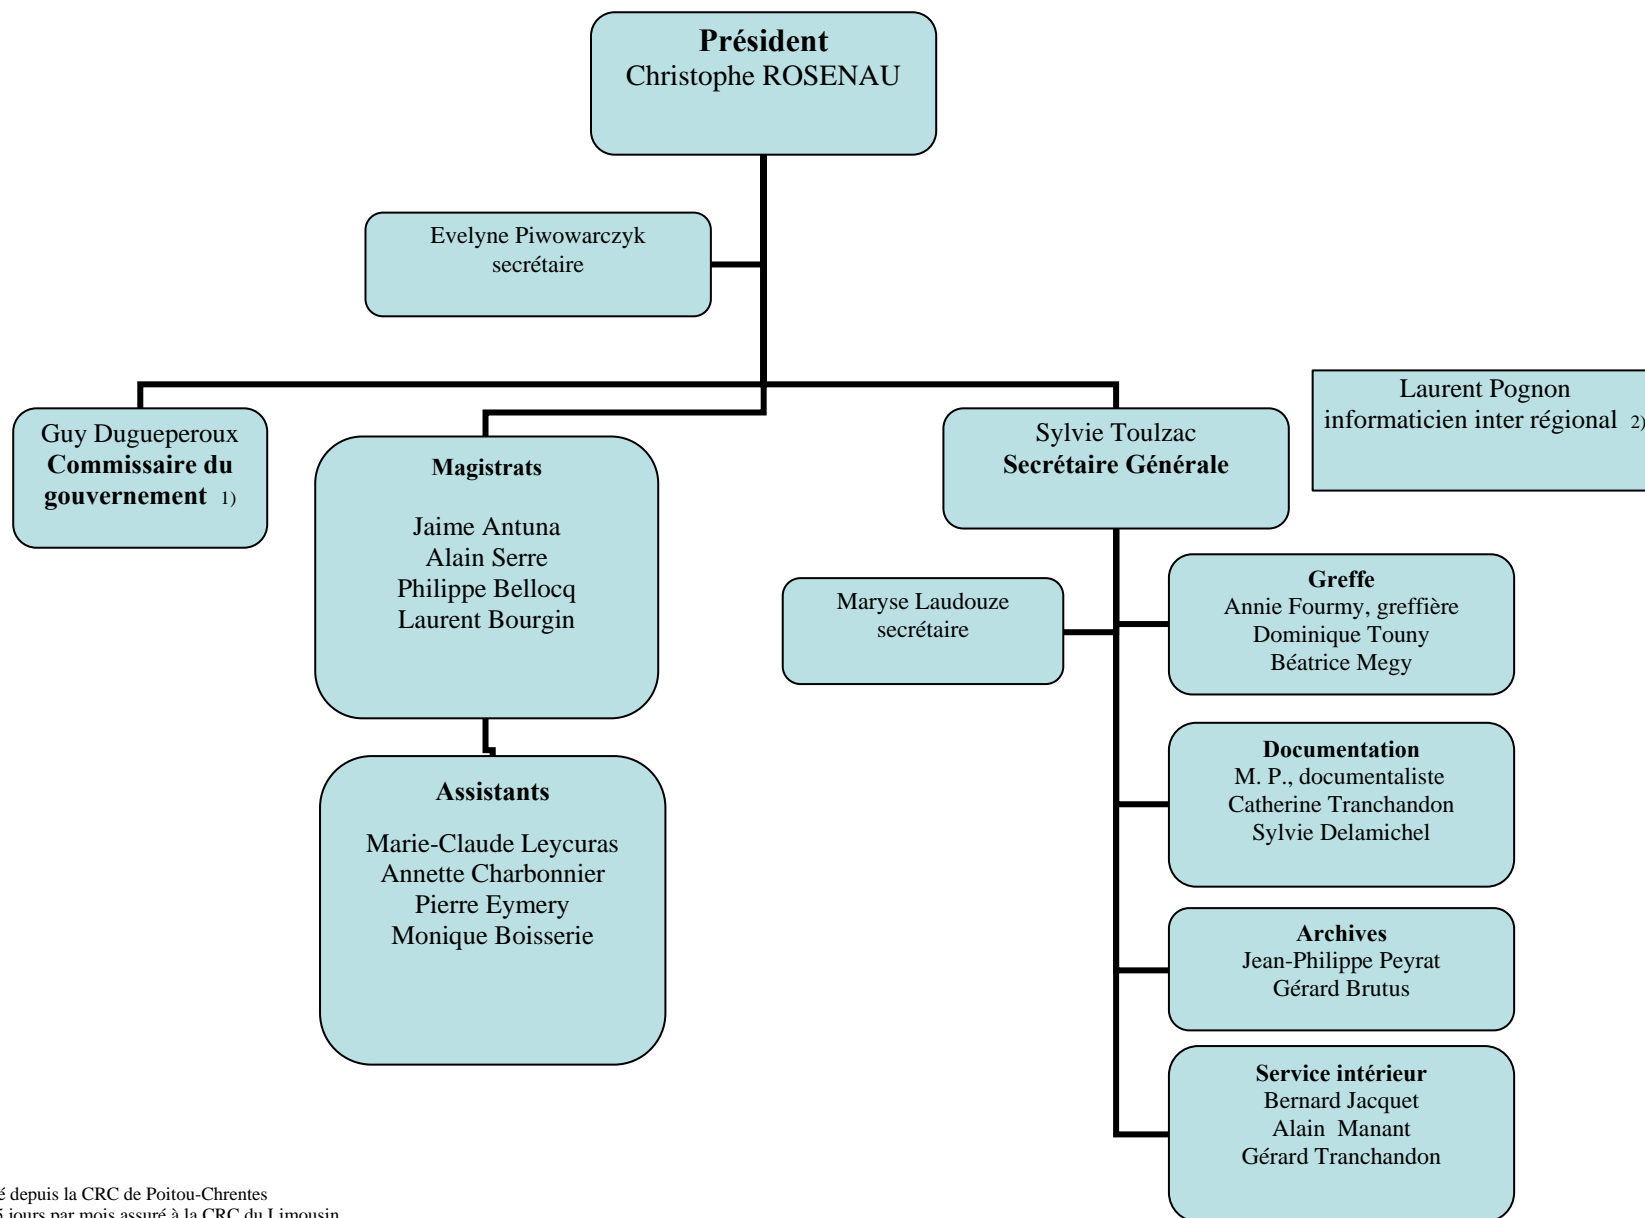 Président
Christophe ROSENAU
Evelyne Piwowarczyk
secrétaire
Guy Dugueperoux
Commissaire du
gouvernement 1)
Magistrats
Jaime Antuna
Alain Serre
Philippe Bellocq
Laurent Bourgin
Assistants
Marie-Claude Leycuras
Annette Charbonnier
Pierre Eymery
Monique Boisserie
Sylvie Toulzac
Secrétaire Générale
Laurent Pognon
informaticien inter régional 2)
Maryse Laudouze
secrétaire
Greffe
Annie Fourmy, greffière
Dominique Touny
Béatrice Megy
Documentation
M. P., documentaliste
Catherine Tranchandon
Sylvie Delamichel
Archives
Jean-Philippe Peyrat
Gérard Brutus
Service intérieur
Bernard Jacquet
Alain Manant
Gérard Tranchandon
é depuis la CRC de Poitou-Chrentes
5 jours par mois assuré à la CRC du Limousin